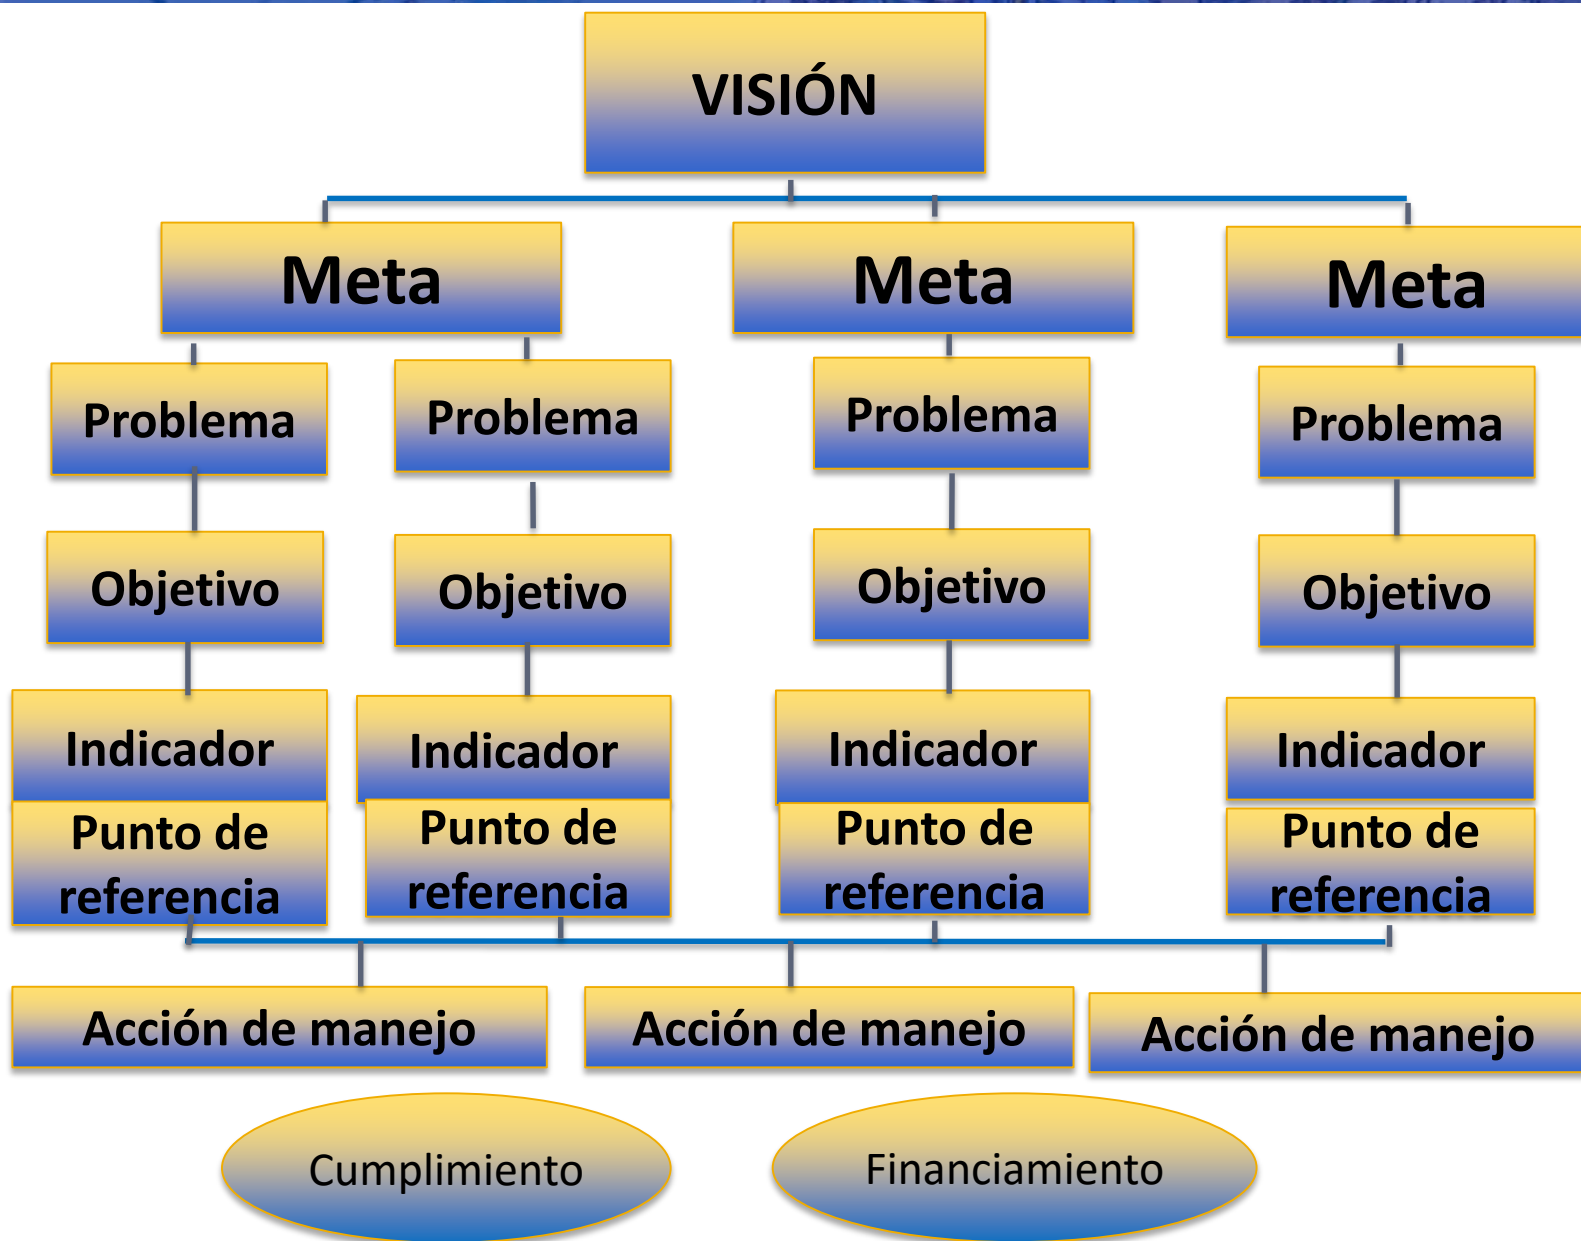 VISIÓN
Meta
Meta
Meta
Problema
Problema
Problema
Problema
Objetivo
Objetivo
Objetivo
Objetivo
Indicador
Indicador
Indicador
Indicador
Punto de
referencia
Punto de
referencia
Punto de
referencia
Punto de
referencia
Acción de manejo
Acción de manejo
Acción de manejo
Cumplimiento
Financiamiento